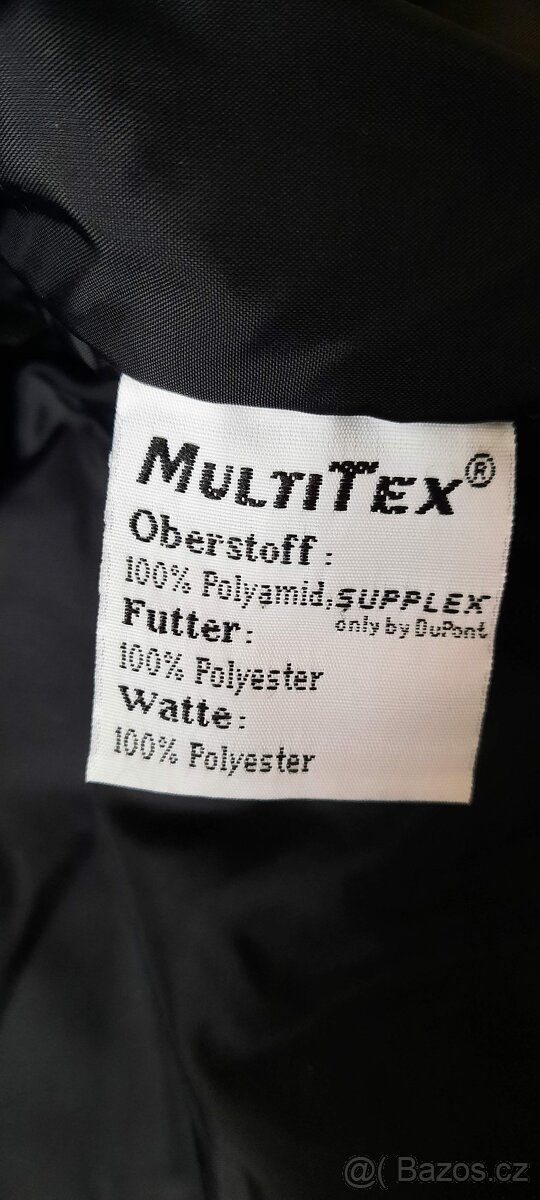 MULTITEX®
Oberstoff:
100% Polyamid, SUPPLEX
only by DuPont
Futter:
100% Polyester
Watte:
100% Polyester
@( Bazos.cz